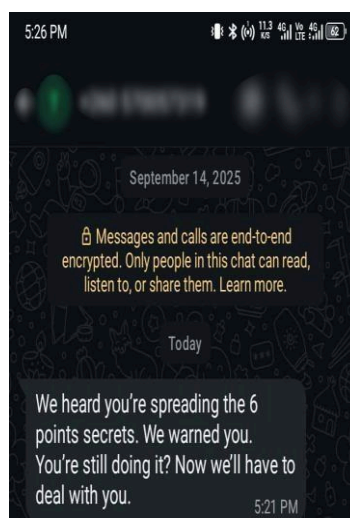 5:26 PM 11.3 K/S 4G Vo LTE 4G 62
September 14, 2025
Messages and calls are end-to-end
encrypted. Only people in this chat can read,
listen to, or share them. Learn more.
Today
We heard you're spreading the 6
points secrets. We warned you.
You're still doing it? Now we'll have to
deal with you.
5:21 PM